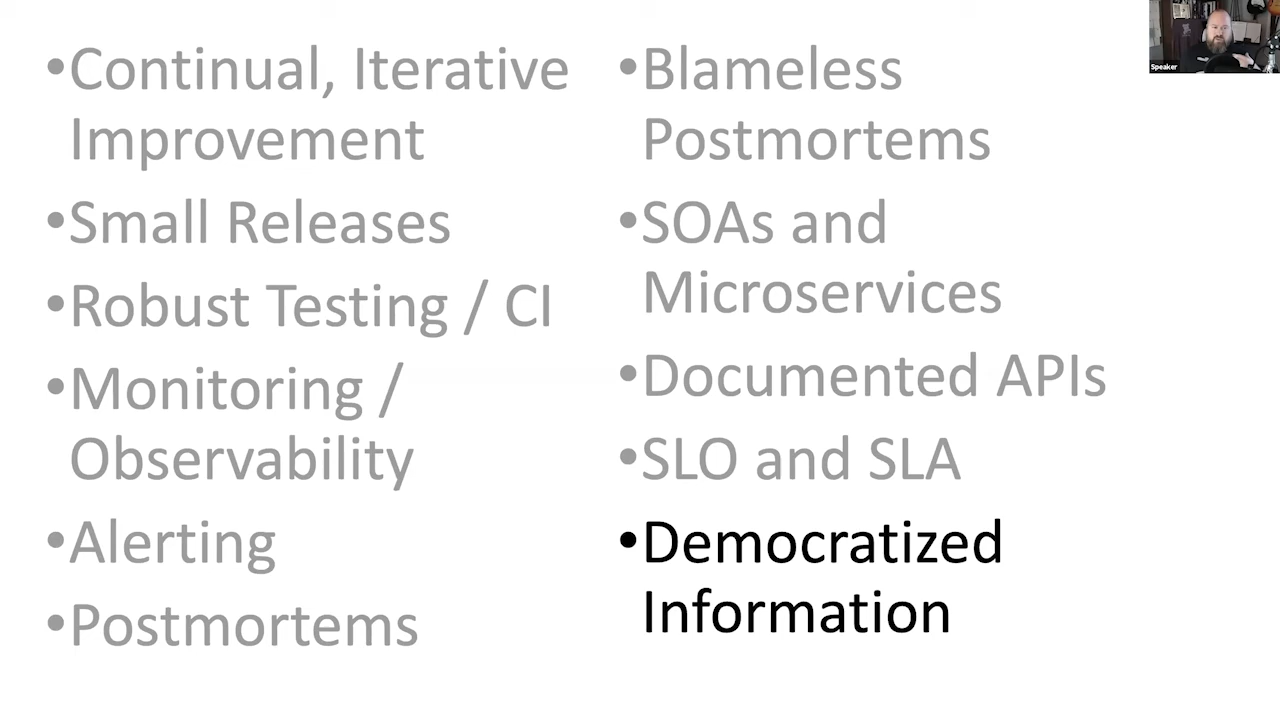 •Continual, Iterative
Improvement
•Small Releases
•Robust Testing / CI
•Monitoring /
Observability
•Alerting
•Postmortems
•Blameless
Postmortems
•SOAs and
Microservices
•Documented APIs
•SLO and SLA
•Democratized
Information
Speaker